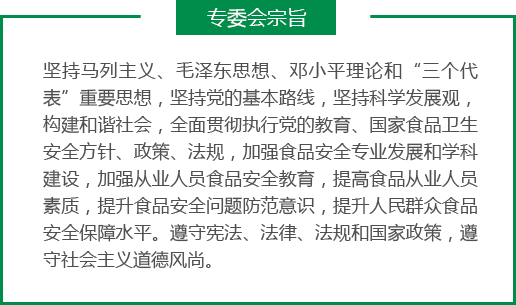 专委会宗旨
坚持马列主义、毛泽东思想、邓小平理论和“三个代
表”重要思想，坚持党的基本路线，坚持科学发展观，
构建和谐社会，全面贯彻执行党的教育、国家食品卫生
安全方针、政策、法规，加强食品安全专业发展和学科
建设，加强从业人员食品安全教育，提高食品从业人员
素质，提升食品安全问题防范意识，提升人民群众食品
安全保障水平。遵守宪法、法律、法规和国家政策，遵
守社会主义道德风尚。